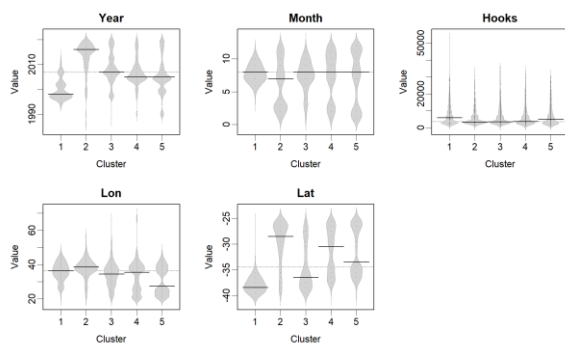 Year
Month
Hooks
Value
1990
2010
1 2 3 4 5
Cluster
Value
0
5
10
1 2 3 4 5
Cluster
Value
0
20000
50000
1 2 3 4 5
Cluster
Lon
Lat
Value
20
40
60
1 2 3 4 5
Cluster
Value
-40
-35
-30
-25
1 2 3 4 5
Cluster